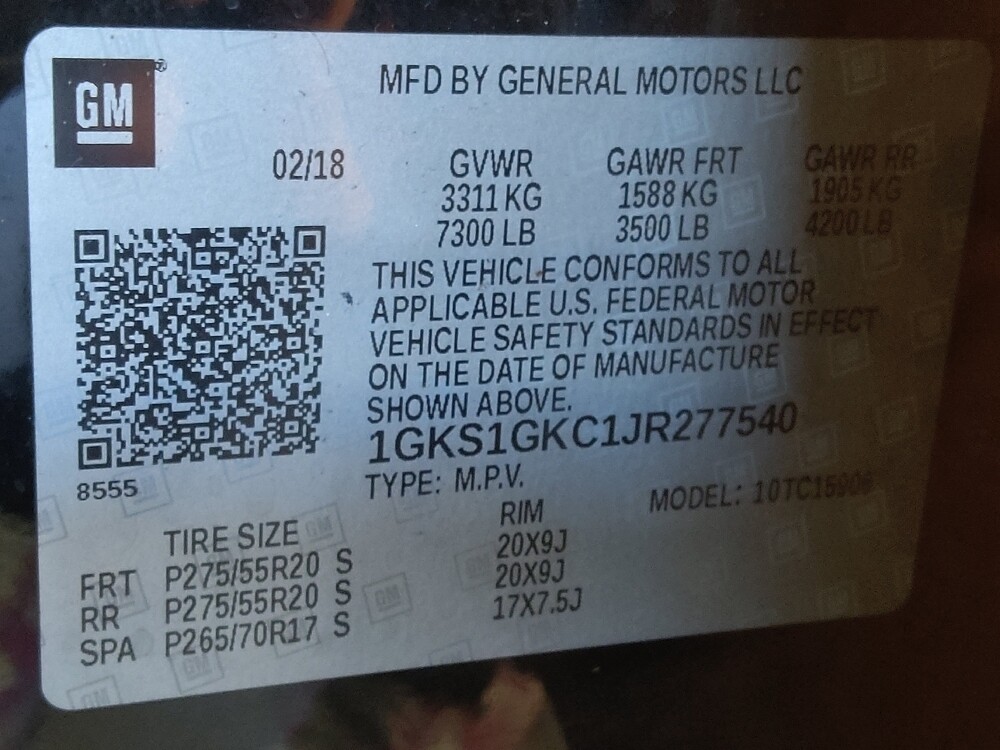 GM
MFD BY GENERAL MOTORS LLC
02/18 GVWR GAWR FRT GAWR RR
3311 KG 1588 KG 1905 KG
7300 LB 3500 LB 4200 LB
THIS VEHICLE CONFORMS TO ALL
APPLICABLE U.S. FEDERAL MOTOR
VEHICLE SAFETY STANDARDS IN EFFECT
ON THE DATE OF MANUFACTURE
SHOWN ABOVE.
1GKS1GKC1JR277540
8555
TYPE: M.P.V. MODEL:
TIRE SIZE RIM
FRT P275/55R20 S 20X9J
RR P275/55R20 S 20X9J
SPA P265/70R17 S 17X7.5J